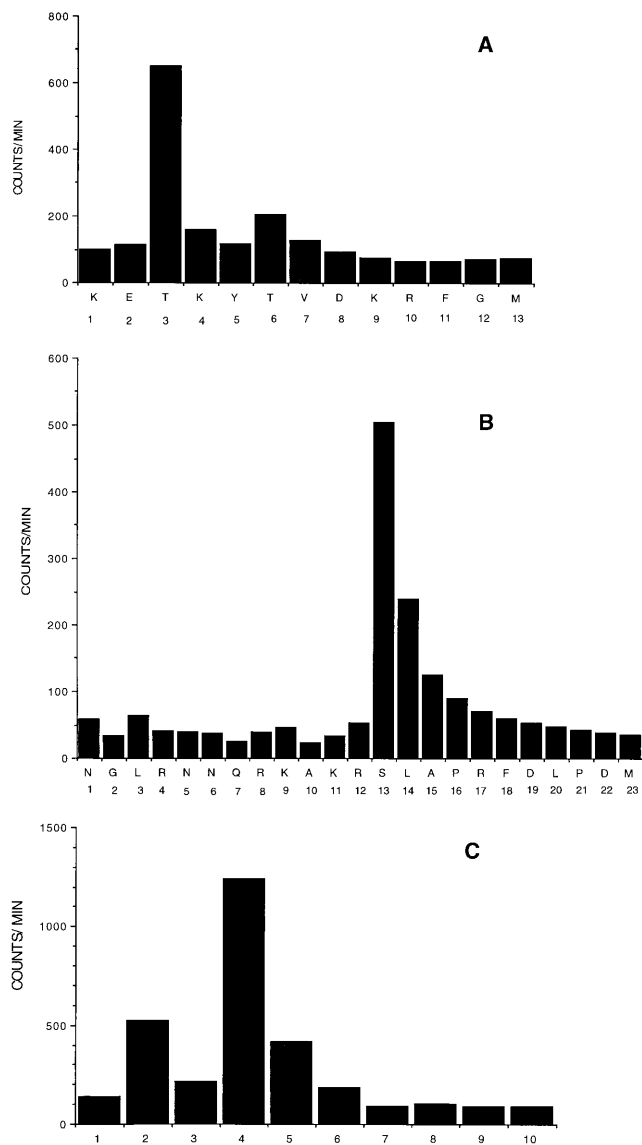 A
800
600
400
200
0
COUNTS/MIN
K E T K Y T V D K R F G M
1 2 3 4 5 6 7 8 9 10 11 12 13
B
600
500
400
300
200
100
0
COUNTS/MIN
N G L R N N Q R K A K R S L A P R F D L P D M
1 2 3 4 5 6 7 8 9 10 11 12 13 14 15 16 17 18 19 20 21 22 23
C
1500
1000
500
0
COUNTS/ MIN
1 2 3 4 5 6 7 8 9 10